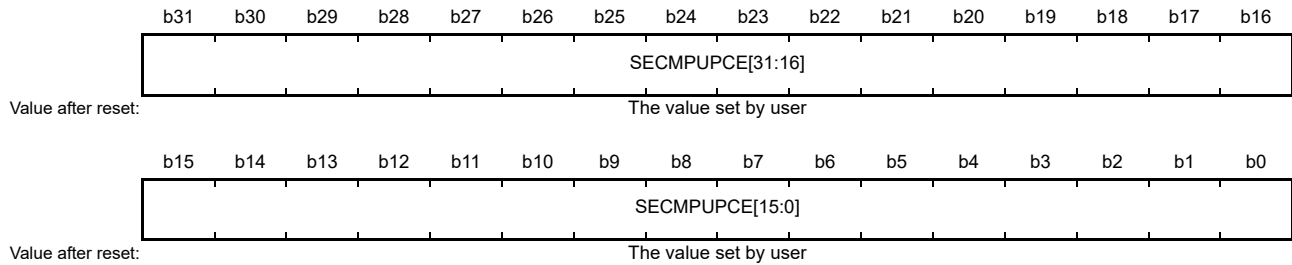 b31 b30 b29 b28 b27 b26 b25 b24 b23 b22 b21 b20 b19 b18 b17 b16
SECMPUPCE[31:16]
Value after reset: The value set by user
b15 b14 b13 b12 b11 b10 b9 b8 b7 b6 b5 b4 b3 b2 b1 b0
SECMPUPCE[15:0]
Value after reset: The value set by user